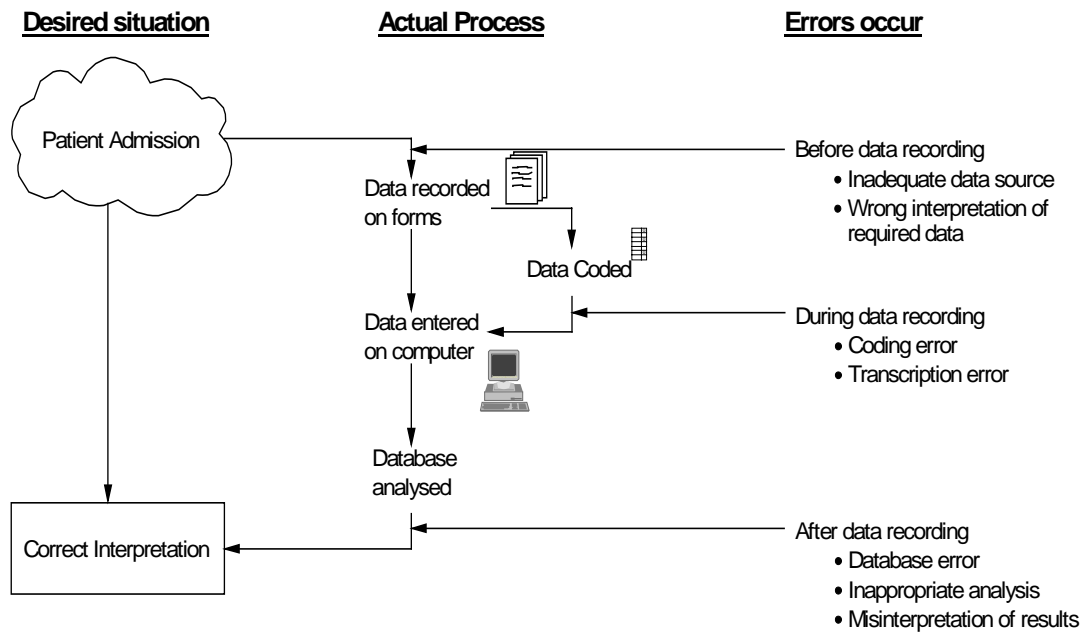 Desired situation
Actual Process
Errors occur
Patient Admission
Before data recording
• Inadequate data source
• Wrong interpretation of
required data
Data recorded
on forms
Data Coded
During data recording
• Coding error
• Transcription error
Data entered
on computer
Database
analysed
Correct Interpretation
After data recording
• Database error
• Inappropriate analysis
• Misinterpretation of results